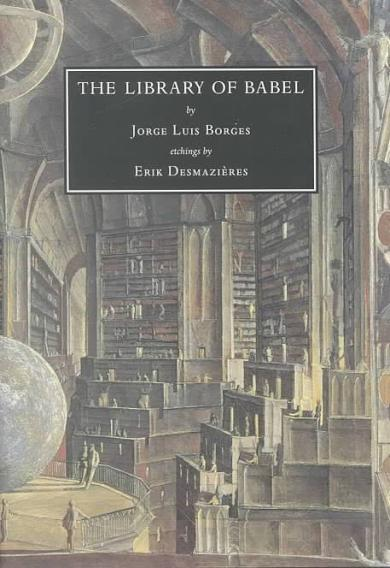 THE LIBRARY OF BABEL
by
JORGE LUIS BORGES
etchings by
ERIK DESMAZIÈRES